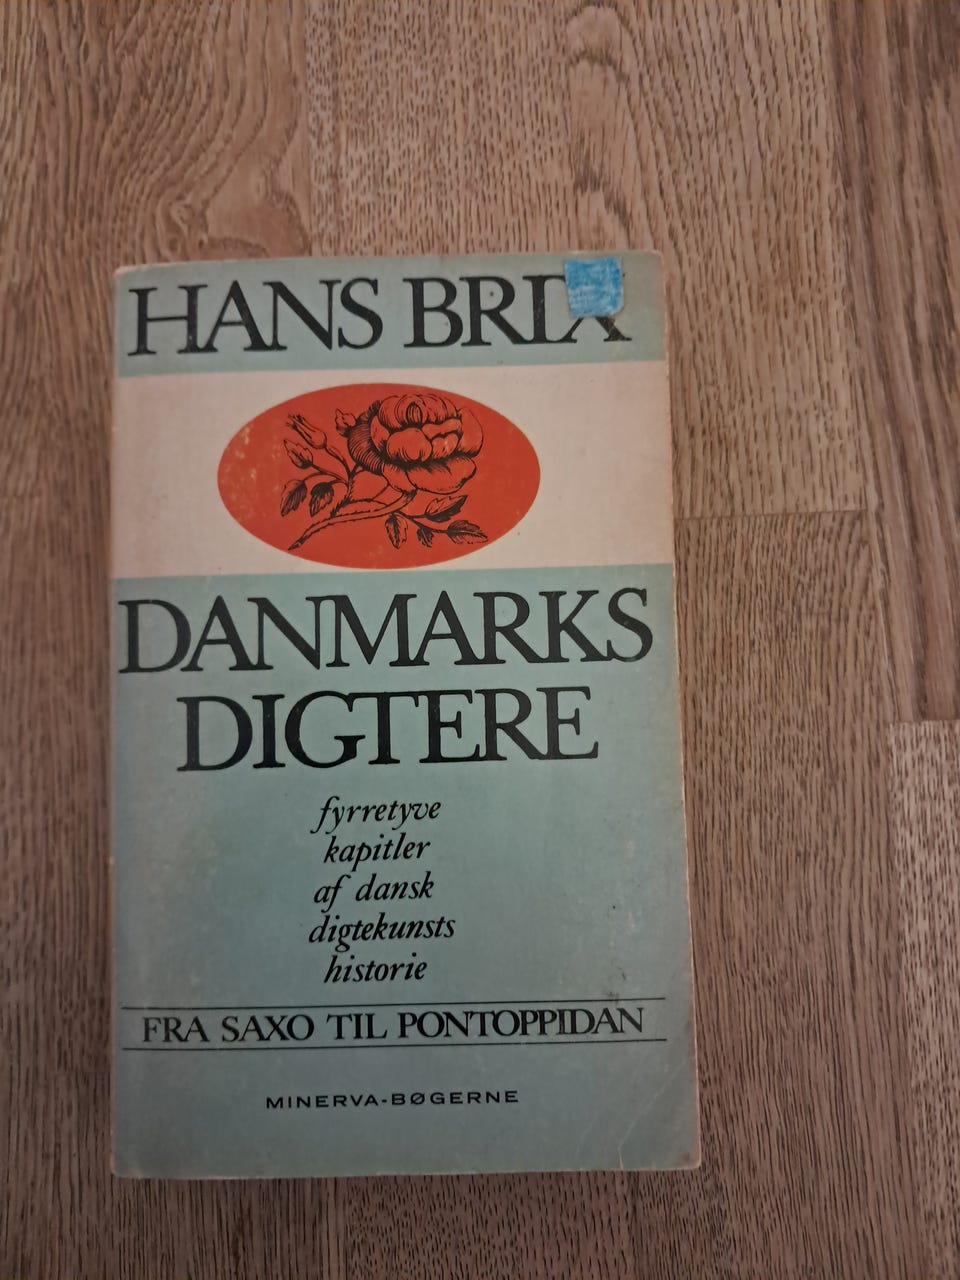 HANS BRIX
DANMARKS
DIGTERE
fyrretyve
kapitler
af dansk
digtekunsts
historie
FRA SAXO TIL PONTOPPIDAN
MINERVA-BØGERNE